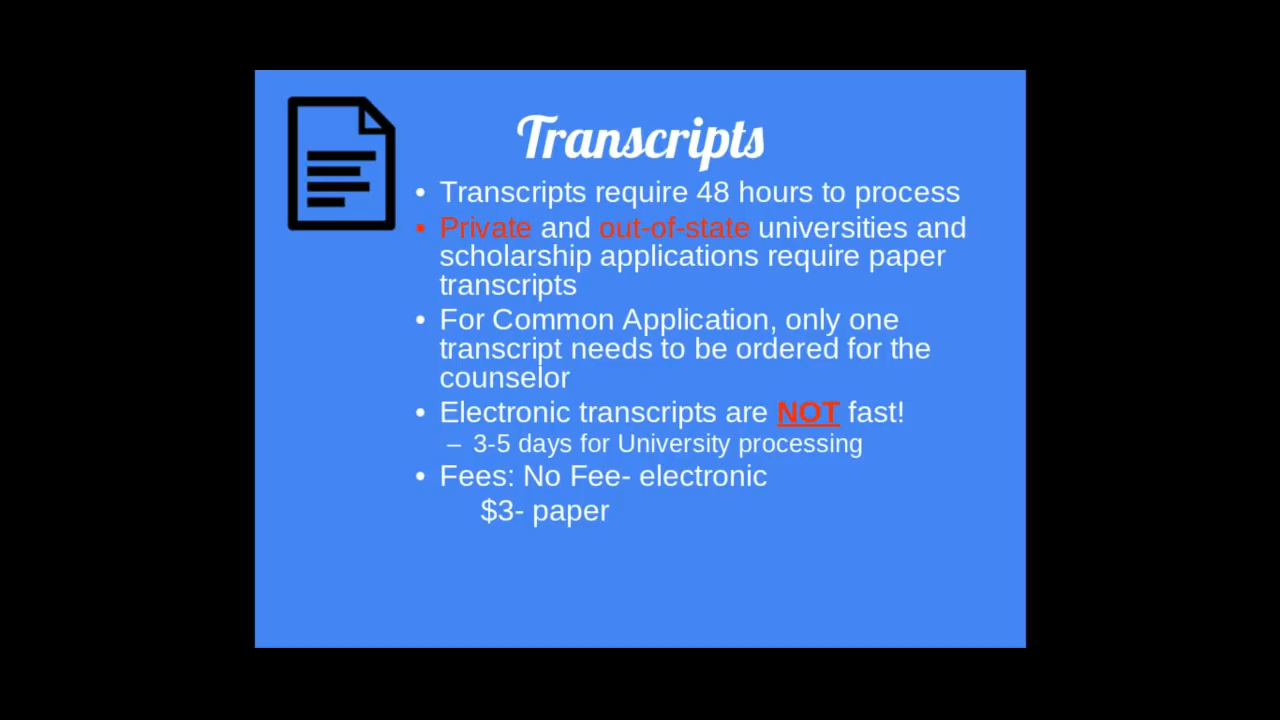 Transcripts
• Transcripts require 48 hours to process
• Private and out-of-state universities and
scholarship applications require paper
transcripts
• For Common Application, only one
transcript needs to be ordered for the
counselor
• Electronic transcripts are NOT fast!
– 3-5 days for University processing
• Fees: No Fee- electronic
$3- paper